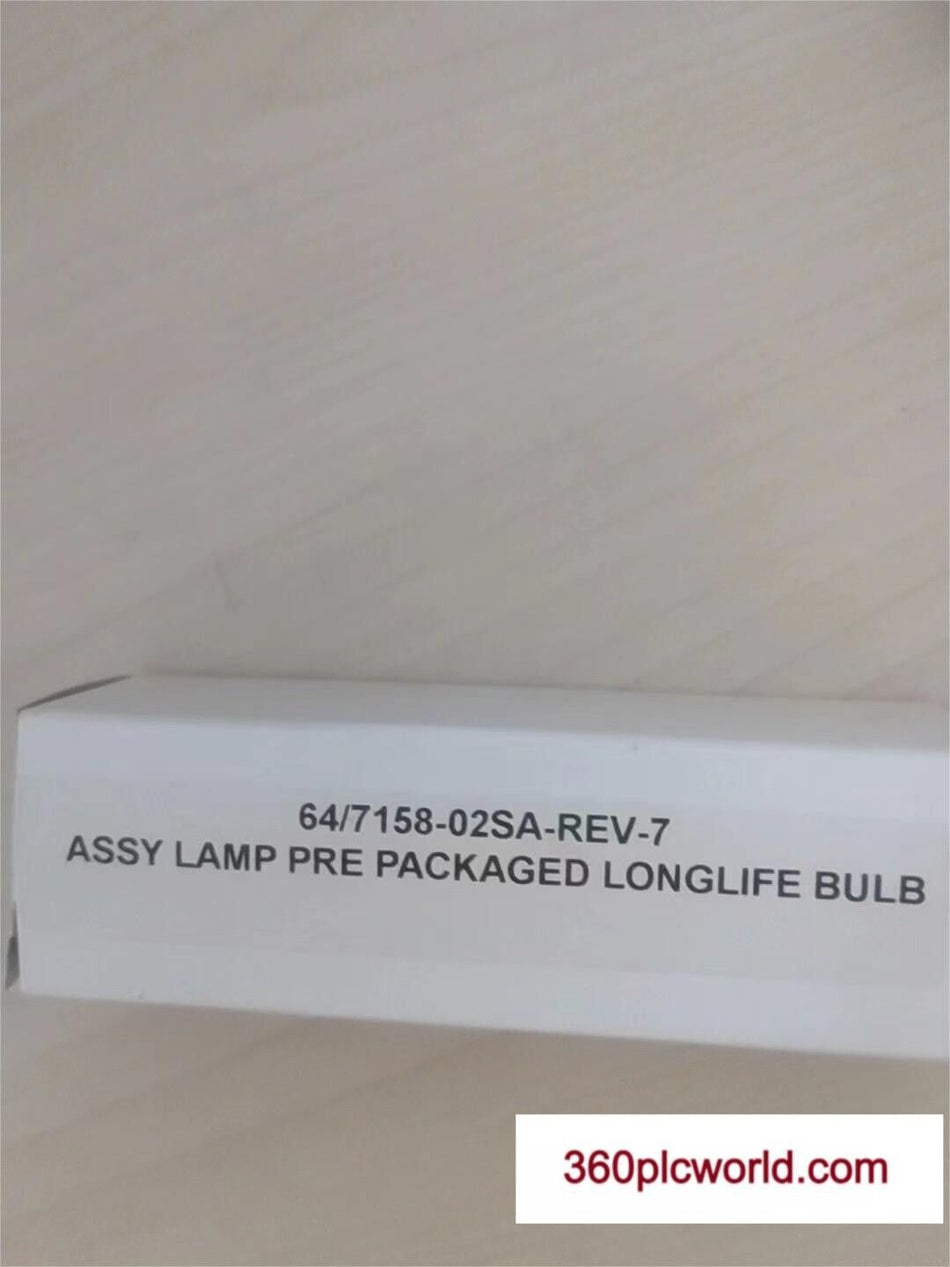 64/7158-02SA-REV-7
ASSY LAMP PRE PACKAGED LONGLIFE BULB
360plcworld.com